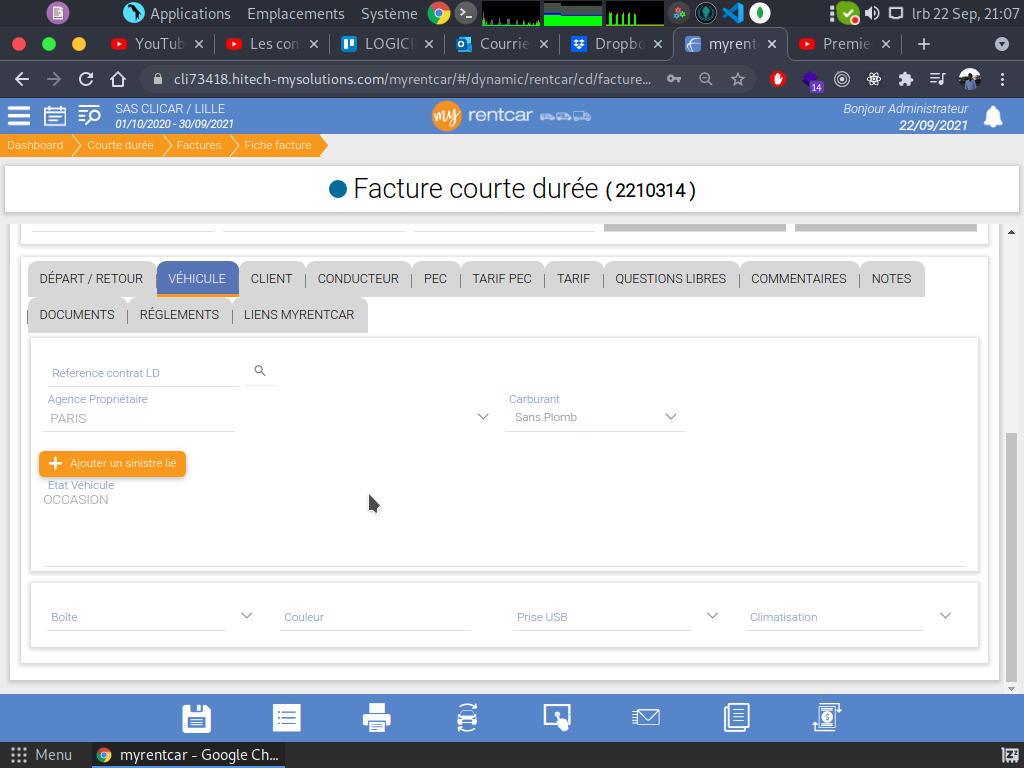 Applications Emplacements Système lrb 22 Sep, 21:07
YouTub Les con LOGICI Courrie Dropbo myrent Premie
cli73418.hitech-mysolutions.com/myrentcar/#/dynamic/rentcar/cd/facture... 14
SAS CLICAR / LILLE
01/10/2020 - 30/09/2021
my rentcar
Bonjour Administrateur
22/09/2021
Dashboard Courte durée Factures Fiche facture
Facture courte durée ( 2210314 )
DÉPART / RETOUR VÉHICULE CLIENT CONDUCTEUR PEC TARIF PEC TARIF QUESTIONS LIBRES COMMENTAIRES NOTES
DOCUMENTS RÉGLEMENTS LIENS MYRENTCAR
Référence contrat LD
Agence Propriétaire Carburant
PARIS Sans Plomb
Ajouter un sinistre lié
Etat Véhicule
OCCASION
Boîte Couleur Prise USB Climatisation
Menu myrentcar - Google Ch...